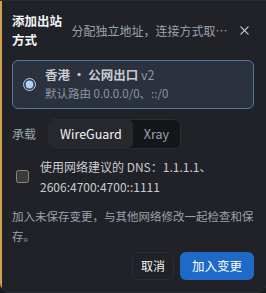 添加出站
方式
分配独立地址，连接方式取…
香港 · 公网出口 v2
默认路由 0.0.0.0/0、::/0
承载 WireGuard Xray
使用网络建议的 DNS：1.1.1.1、
2606:4700:4700::1111
加入未保存变更，与其他网络修改一起检查和保
存。
取消 加入变更